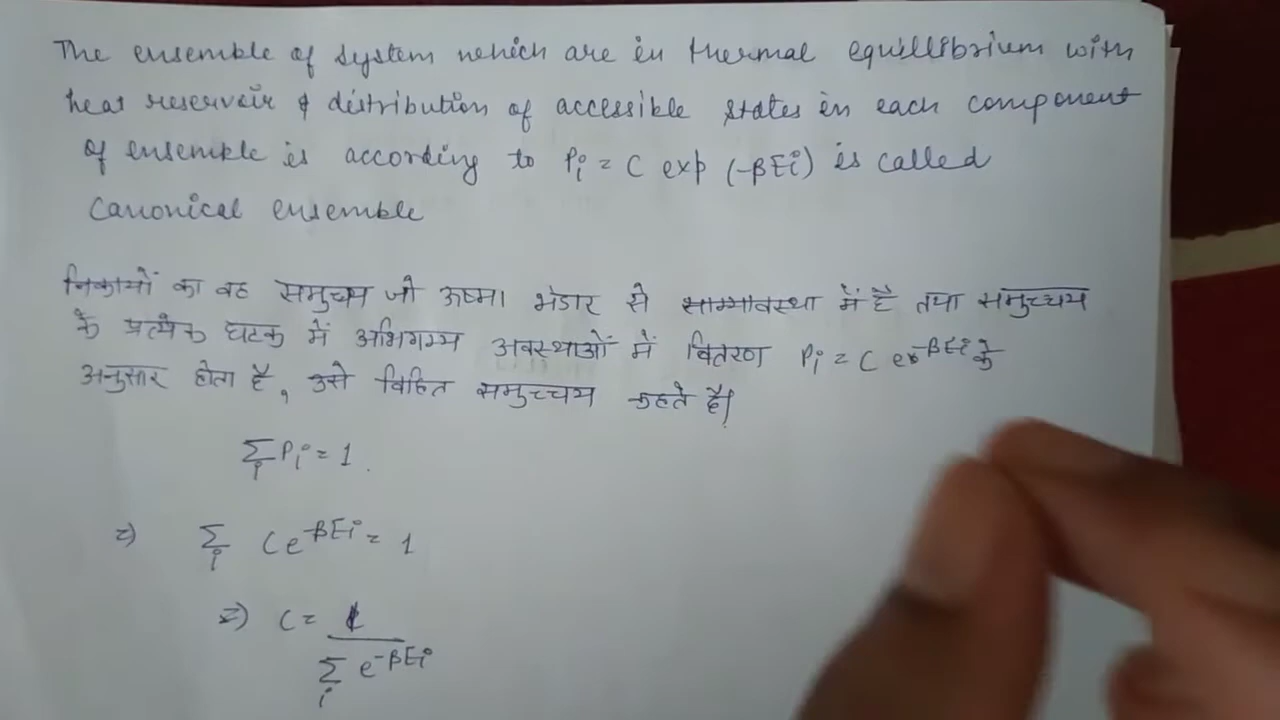 The ensemble of system which are in thermal equillibrium with
heat reservoir & distribution of accessible states in each component
of ensemble is according to Pi = C exp (-βEi) is called
Canonical ensemble
निकायों का वह समुच्चय जो ऊष्मा भंडार से साम्यावस्था में है तथा समुच्चय
के प्रत्येक घटक में अभिगम्य अवस्थाओं में वितरण Pi = C e^-βEi के
अनुसार होता है, उसे विहित समुच्चय कहते है।
Σi Pi = 1.
=) Σi Ce^-βEi = 1
=) C = 1
Σi e^-βEi